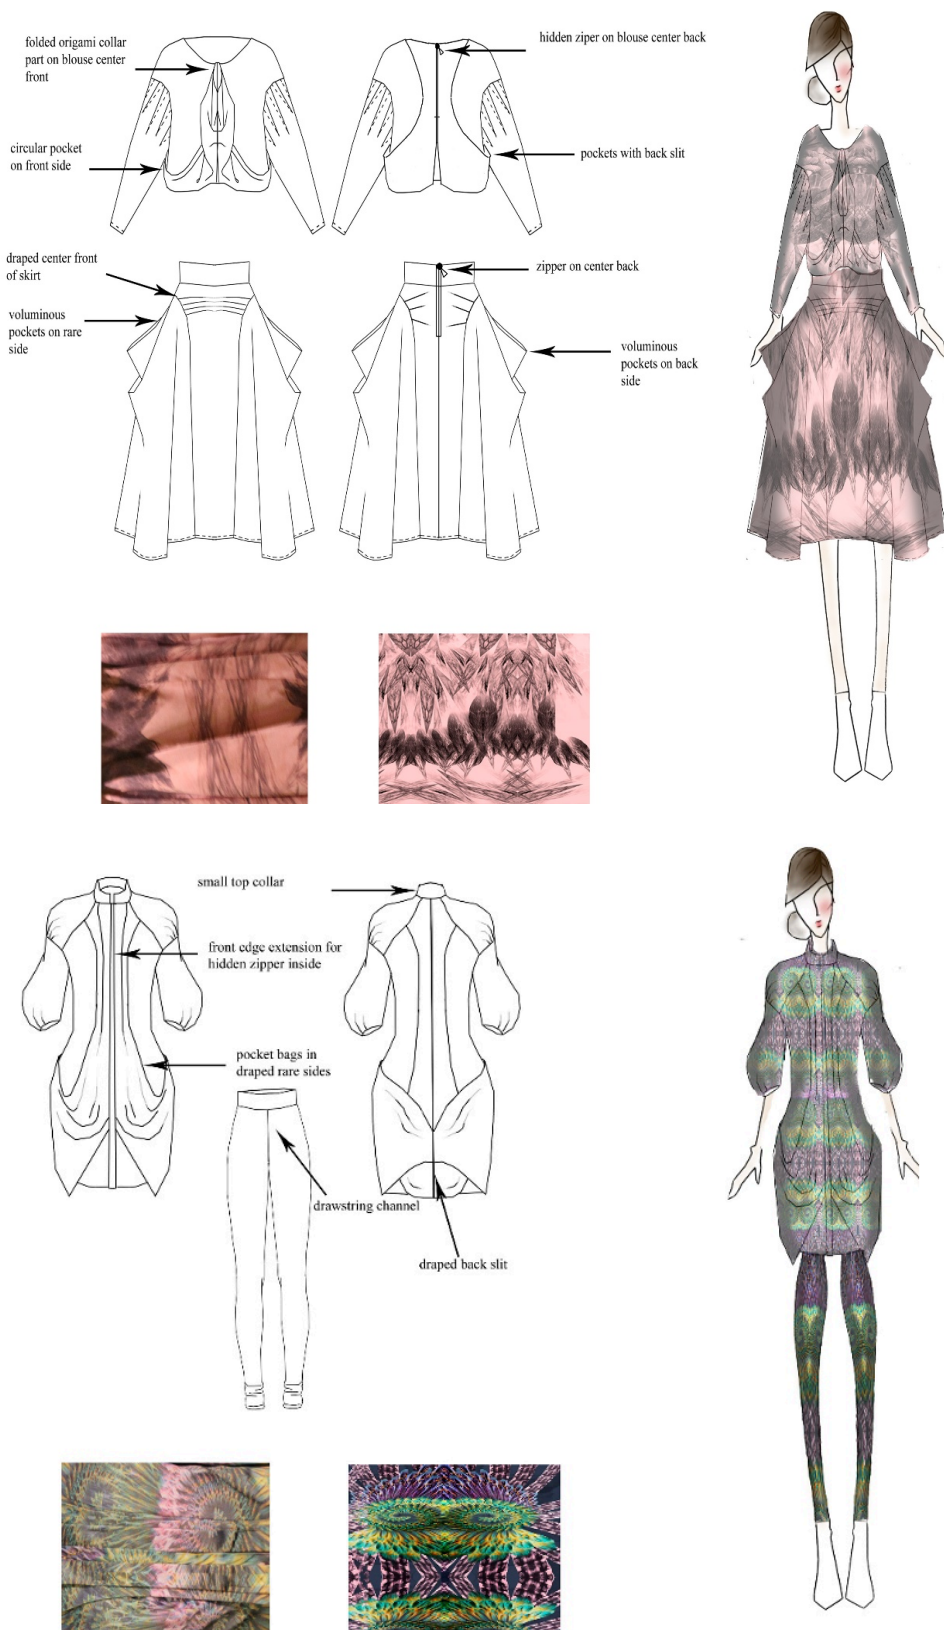 folded origami collar
part on blouse center
front
hidden ziper on blouse center back
circular pocket
on front side
pockets with back slit
draped center front
of skirt
zipper on center back
voluminous
pockets on rare
side
voluminous
pockets on back
side
small top collar
front edge extension for
hidden zipper inside
pocket bags in
draped rare sides
drawstring channel
draped back slit